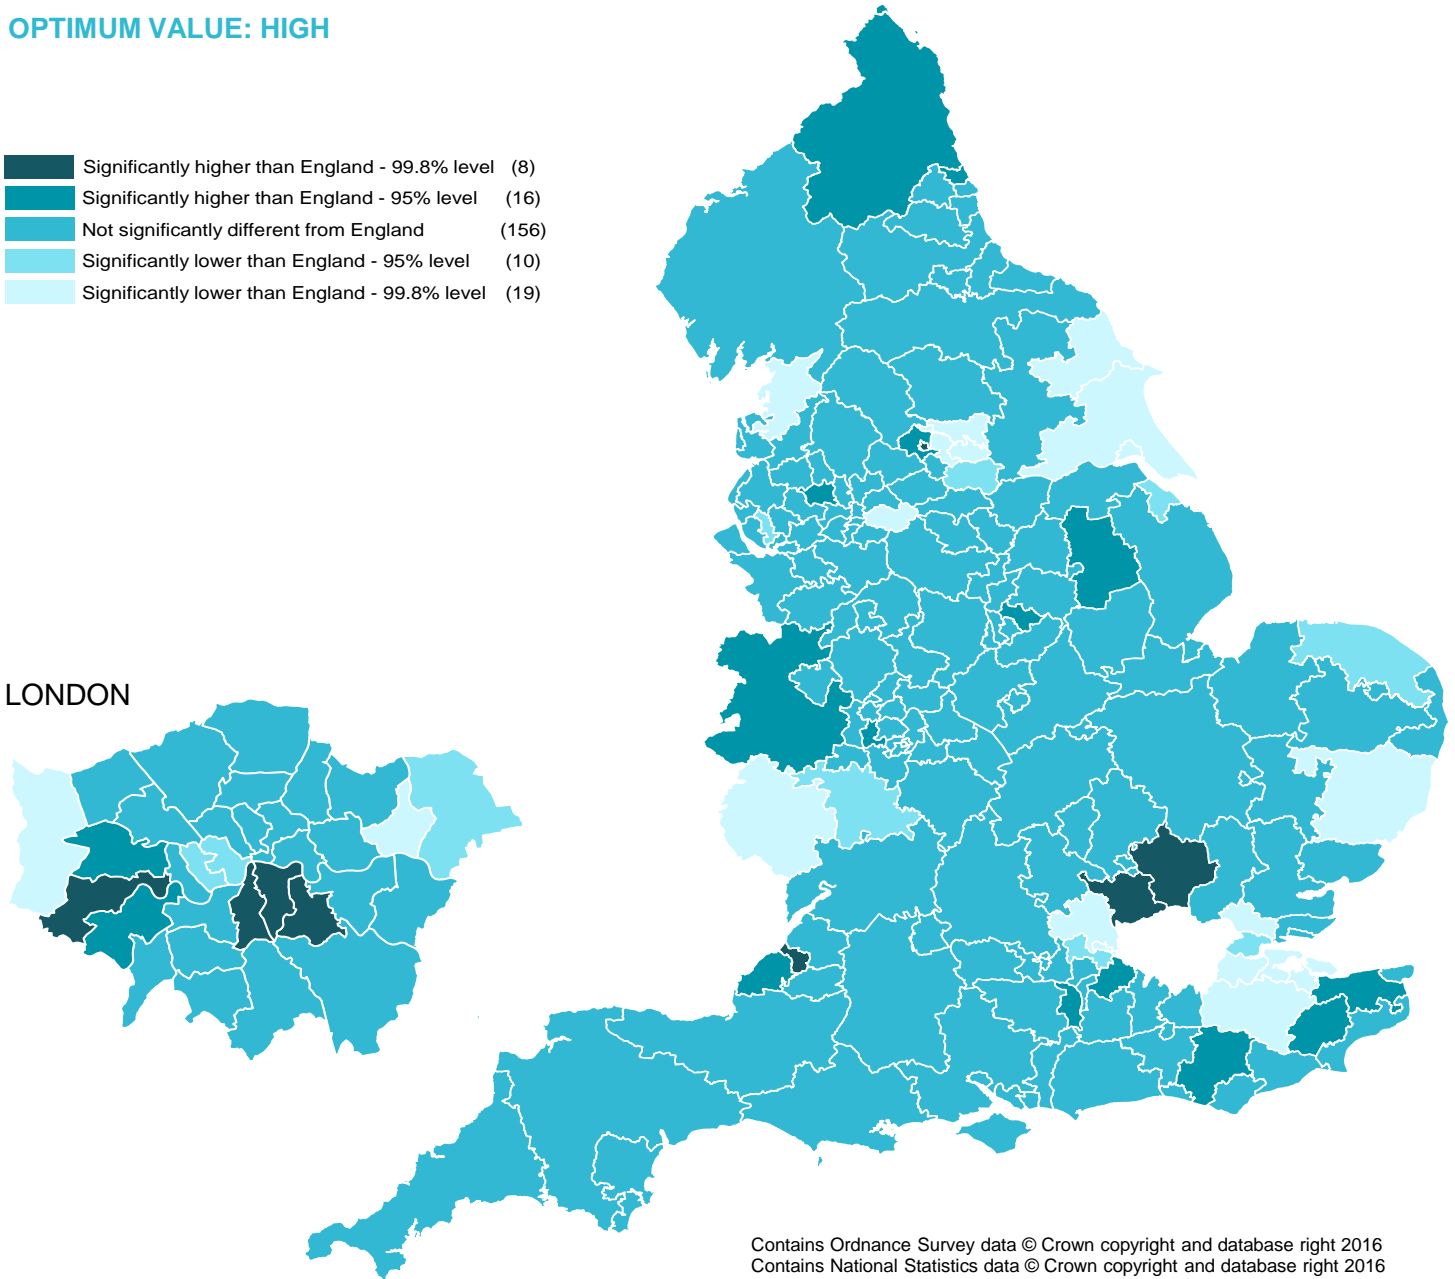 OPTIMUM VALUE: HIGH
Significantly higher than England - 99.8% level (8)
Significantly higher than England - 95% level (16)
Not significantly different from England (156)
Significantly lower than England - 95% level (10)
Significantly lower than England - 99.8% level (19)
LONDON
Contains Ordnance Survey data © Crown copyright and database right 2016
Contains National Statistics data © Crown copyright and database right 2016